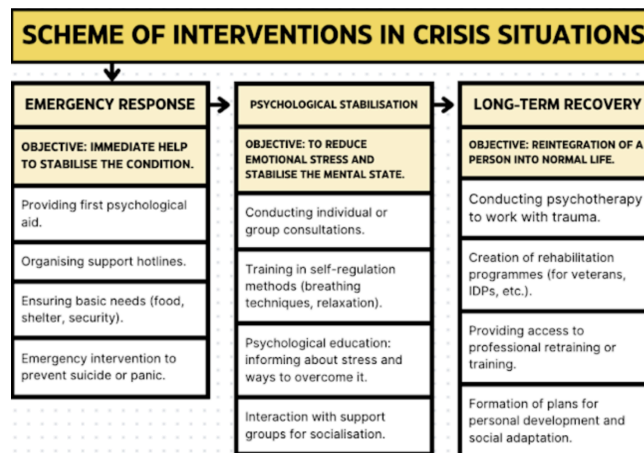 SCHEME OF INTERVENTIONS IN CRISIS SITUATIONS
EMERGENCY RESPONSE
OBJECTIVE: IMMEDIATE HELP
TO STABILISE THE CONDITION.
Providing first psychological
aid.
Organising support hotlines.
Ensuring basic needs (food,
shelter, security).
Emergency intervention to
prevent suicide or panic.
PSYCHOLOGICAL STABILISATION
OBJECTIVE: TO REDUCE
EMOTIONAL STRESS AND
STABILISE THE MENTAL STATE.
Conducting individual or
group consultations.
Training in self-regulation
methods (breathing
techniques, relaxation).
Psychological education:
informing about stress and
ways to overcome it.
Interaction with support
groups for socialisation.
LONG-TERM RECOVERY
OBJECTIVE: REINTEGRATION OF A
PERSON INTO NORMAL LIFE.
Conducting psychotherapy
to work with trauma.
Creation of rehabilitation
programmes (for veterans,
IDPs, etc.).
Providing access to
professional retraining or
training.
Formation of plans for
personal development and
social adaptation.